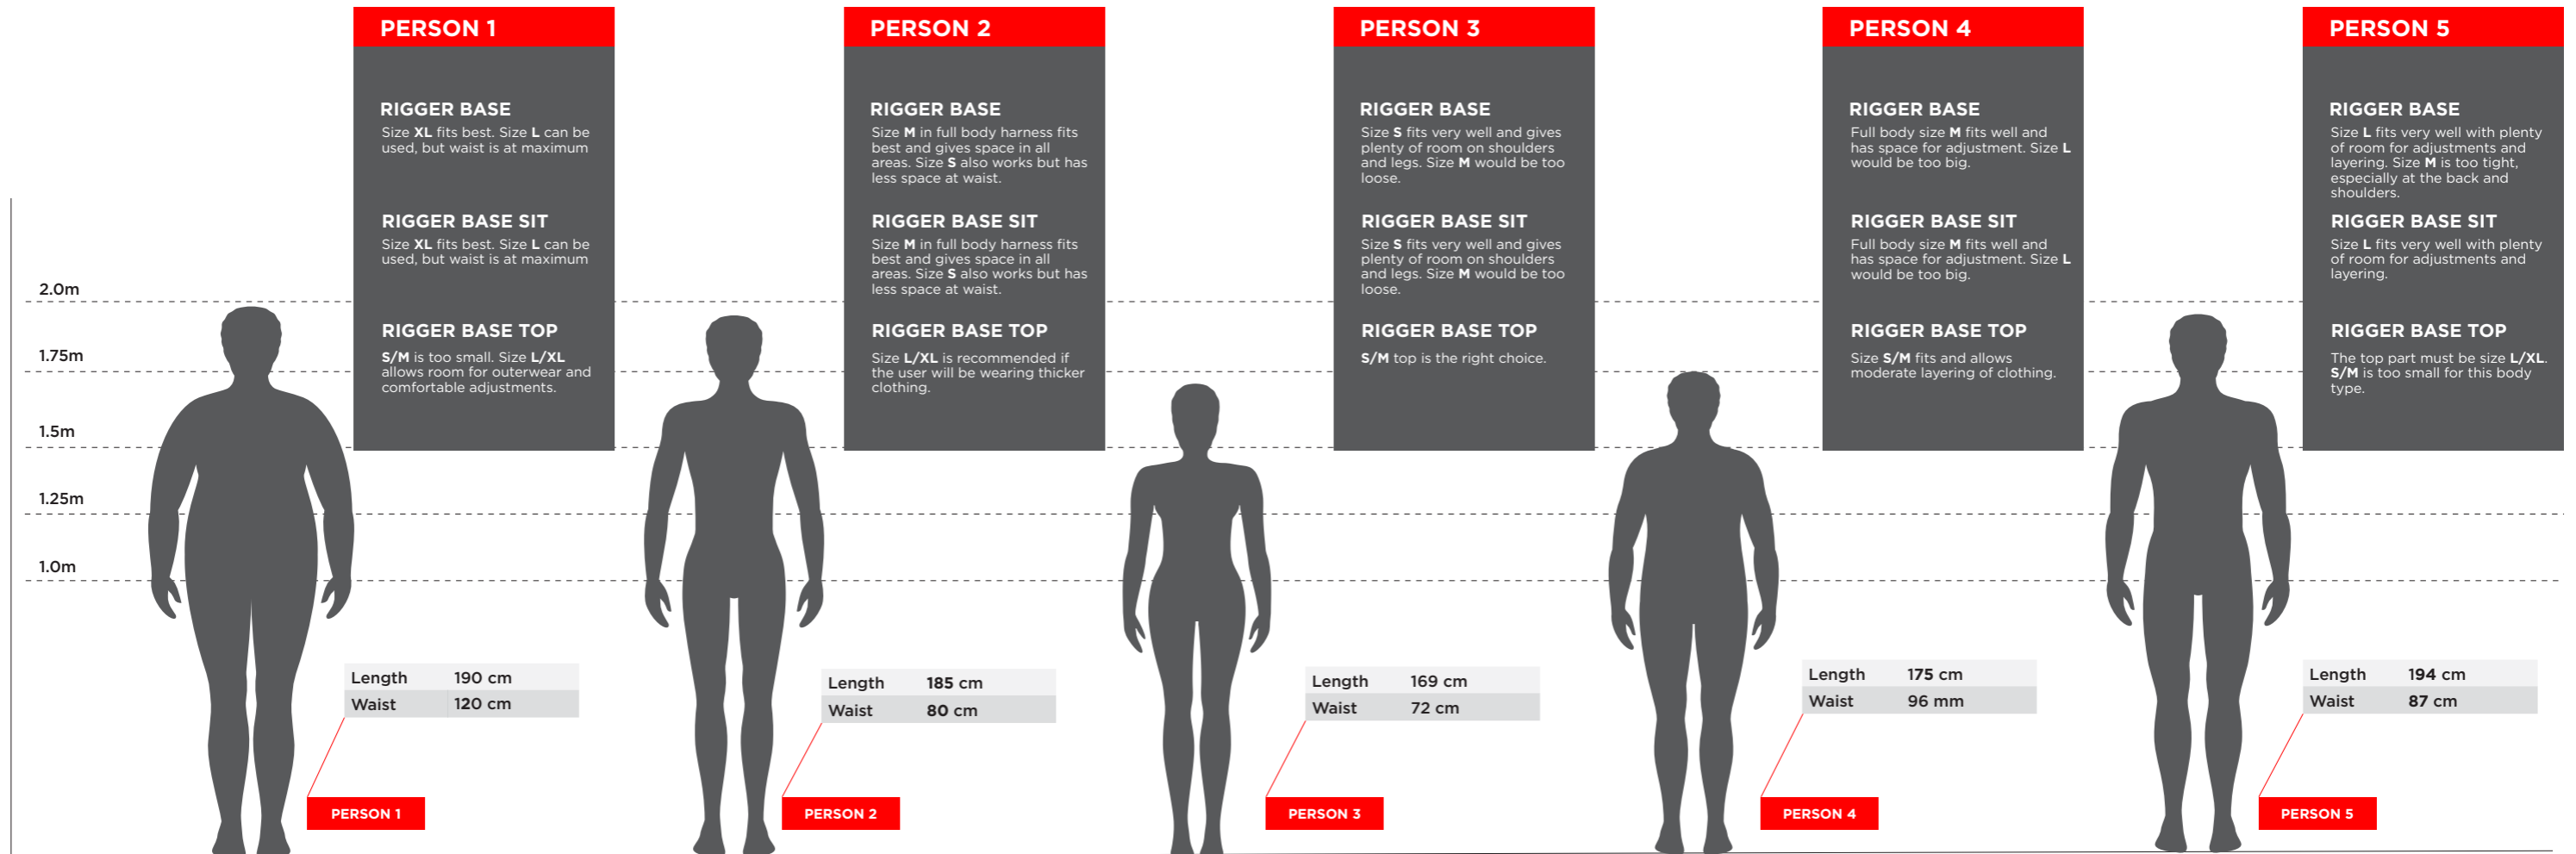 PERSON 1
RIGGER BASE
Size XL fits best. Size L can be
used, but waist is at maximum
RIGGER BASE SIT
Size XL fits best. Size L can be
used, but waist is at maximum
RIGGER BASE TOP
S/M is too small. Size L/XL
allows room for outerwear and
comfortable adjustments.
PERSON 2
RIGGER BASE
Size M in full body harness fits
best and gives space in all
areas. Size S also works but has
less space at waist.
RIGGER BASE SIT
Size M in full body harness fits
best and gives space in all
areas. Size S also works but has
less space at waist.
RIGGER BASE TOP
Size L/XL is recommended if
the user will be wearing thicker
clothing.
PERSON 3
RIGGER BASE
Size S fits very well and gives
plenty of room on shoulders
and legs. Size M would be too
loose.
RIGGER BASE SIT
Size S fits very well and gives
plenty of room on shoulders
and legs. Size M would be too
loose.
RIGGER BASE TOP
S/M top is the right choice.
PERSON 4
RIGGER BASE
Full body size M fits well and
has space for adjustment. Size L
would be too big.
RIGGER BASE SIT
Full body size M fits well and
has space for adjustment. Size L
would be too big.
RIGGER BASE TOP
Size S/M fits and allows
moderate layering of clothing.
PERSON 5
RIGGER BASE
Size L fits very well with plenty
of room for adjustments and
layering. Size M is too tight,
especially at the back and
shoulders.
RIGGER BASE SIT
Size L fits very well with plenty
of room for adjustments and
layering.
RIGGER BASE TOP
The top part must be size L/XL.
S/M is too small for this body
type.
2.0m
1.75m
1.5m
1.25m
1.0m
Length 190 cm
Waist 120 cm
PERSON 1
Length 185 cm
Waist 80 cm
PERSON 2
Length 169 cm
Waist 72 cm
PERSON 3
Length 175 cm
Waist 96 mm
PERSON 4
Length 194 cm
Waist 87 cm
PERSON 5